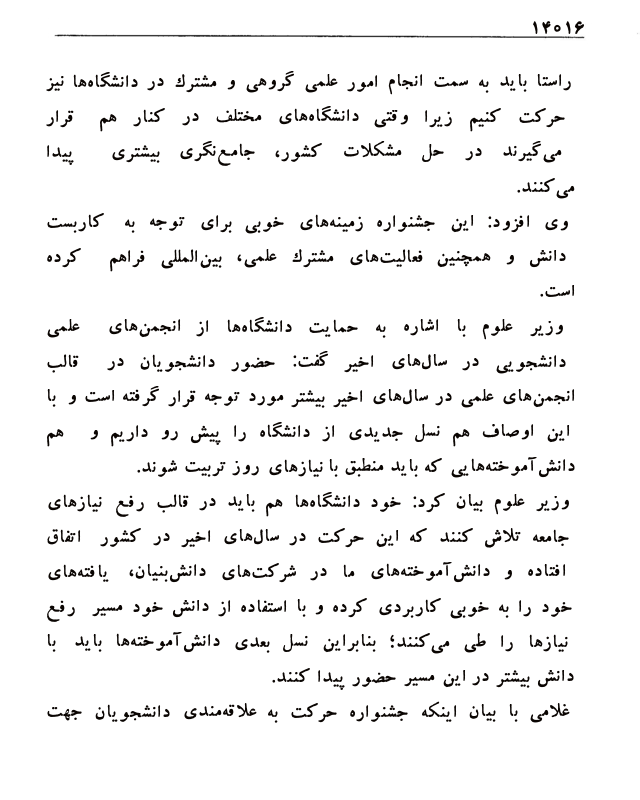 ۱۴۰۱۶
راستا باید به سمت انجام امور علمی گروهی و مشترك در دانشگاه‌ها نیز
حرکت کنیم زیرا وقتی دانشگاه‌های مختلف در کنار هم قرار
می‌گیرند در حل مشکلات کشور، جامع‌نگری بیشتری پیدا
می‌کنند.
وی افزود: این جشنواره زمینه‌های خوبی برای توجه به کاربست
دانش و همچنین فعالیت‌های مشترك علمی، بین‌المللی فراهم کرده
است.
وزیر علوم با اشاره به حمایت دانشگاه‌ها از انجمن‌های علمی
دانشجویی در سال‌های اخیر گفت: حضور دانشجویان در قالب
انجمن‌های علمی در سال‌های اخیر بیشتر مورد توجه قرار گرفته است و با
این اوصاف هم نسل جدیدی از دانشگاه را پیش رو داریم و هم
دانش‌آموخته‌هایی که باید منطبق با نیازهای روز تربیت شوند.
وزیر علوم بیان کرد: خود دانشگاه‌ها هم باید در قالب رفع نیازهای
جامعه تلاش کنند که این حرکت در سال‌های اخیر در کشور اتفاق
افتاده و دانش‌آموخته‌های ما در شرکت‌های دانش‌بنیان، یافته‌های
خود را به خوبی کاربردی کرده و با استفاده از دانش خود مسیر رفع
نیازها را طی می‌کنند؛ بنابراین نسل بعدی دانش‌آموخته‌ها باید با
دانش بیشتر در این مسیر حضور پیدا کنند.
غلامی با بیان اینکه جشنواره حرکت به علاقه‌مندی دانشجویان جهت